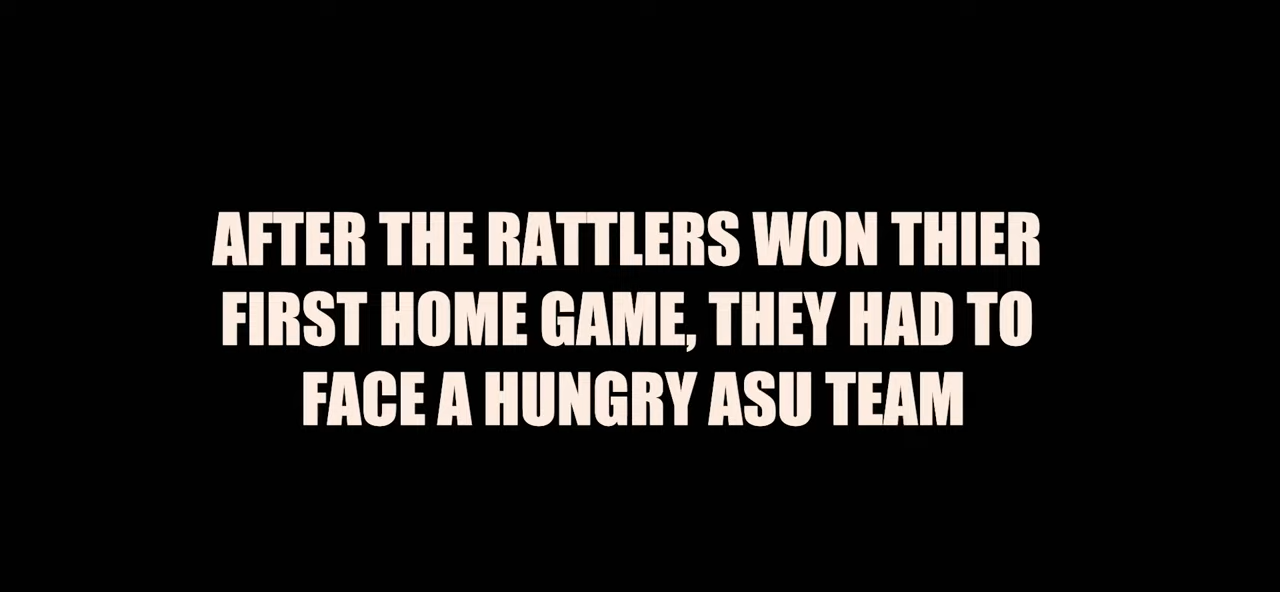 AFTER THE RATTLERS WON THIER
FIRST HOME GAME, THEY HAD TO
FACE A HUNGRY ASU TEAM